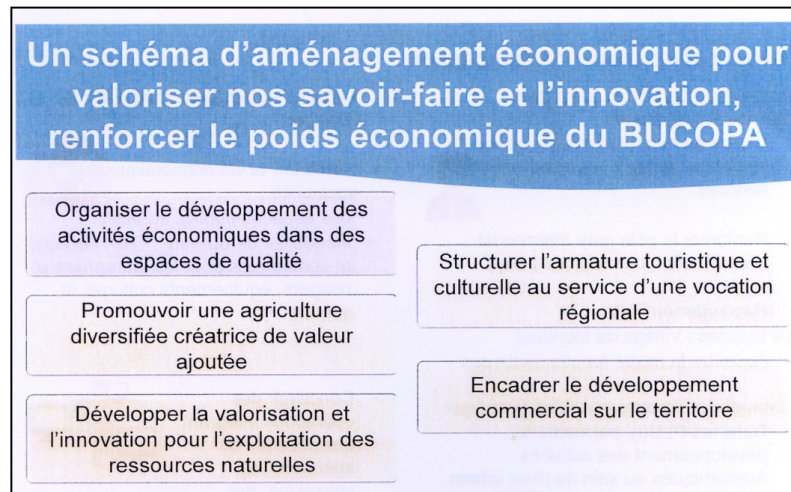 Un schéma d'aménagement économique pour
valoriser nos savoir-faire et l'innovation,
renforcer le poids économique du BUCOPA
Organiser le développement des
activités économiques dans des
espaces de qualité
Promouvoir une agriculture
diversifiée créatrice de valeur
ajoutée
Développer la valorisation et
l'innovation pour l'exploitation des
ressources naturelles
Structurer l'armature touristique et
culturelle au service d'une vocation
régionale
Encadrer le développement
commercial sur le territoire